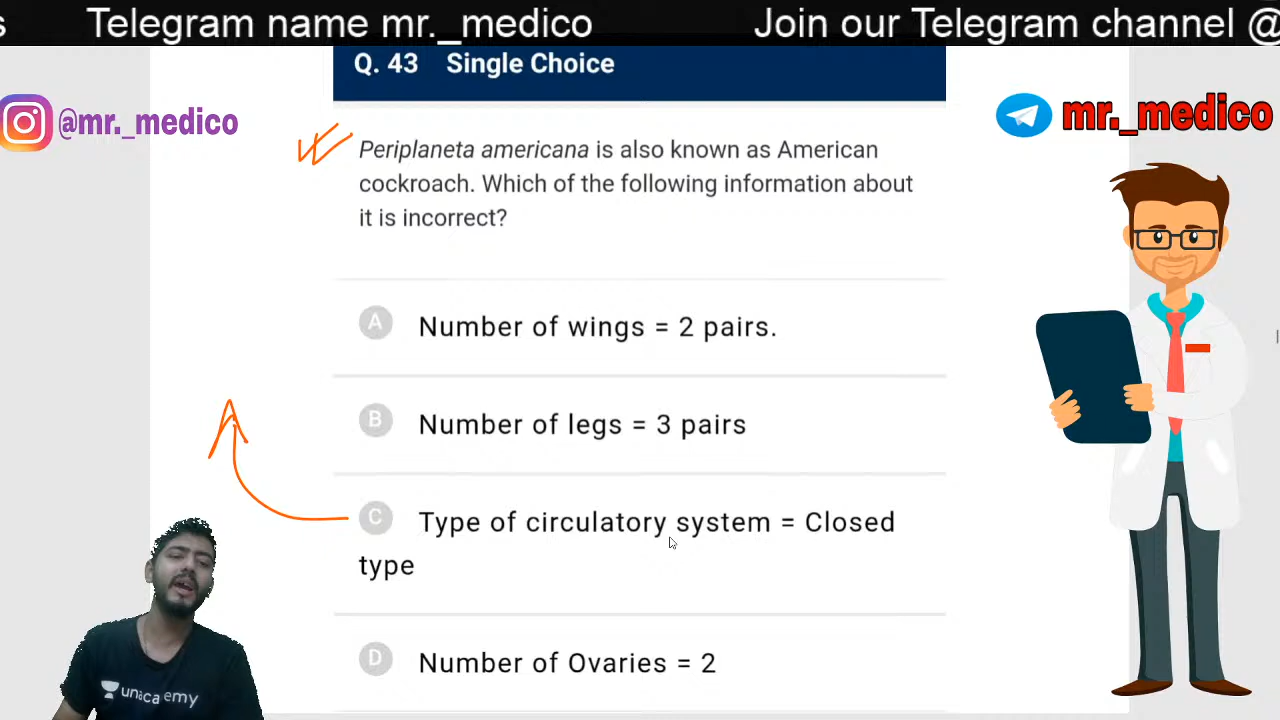 s Telegram name mr._medico Join our Telegram channel @
Q. 43 Single Choice
@mr._medico
mr._medico
Periplaneta americana is also known as American
cockroach. Which of the following information about
it is incorrect?
A Number of wings = 2 pairs.
B Number of legs = 3 pairs
C Type of circulatory system = Closed
type
D Number of Ovaries = 2
unacademy